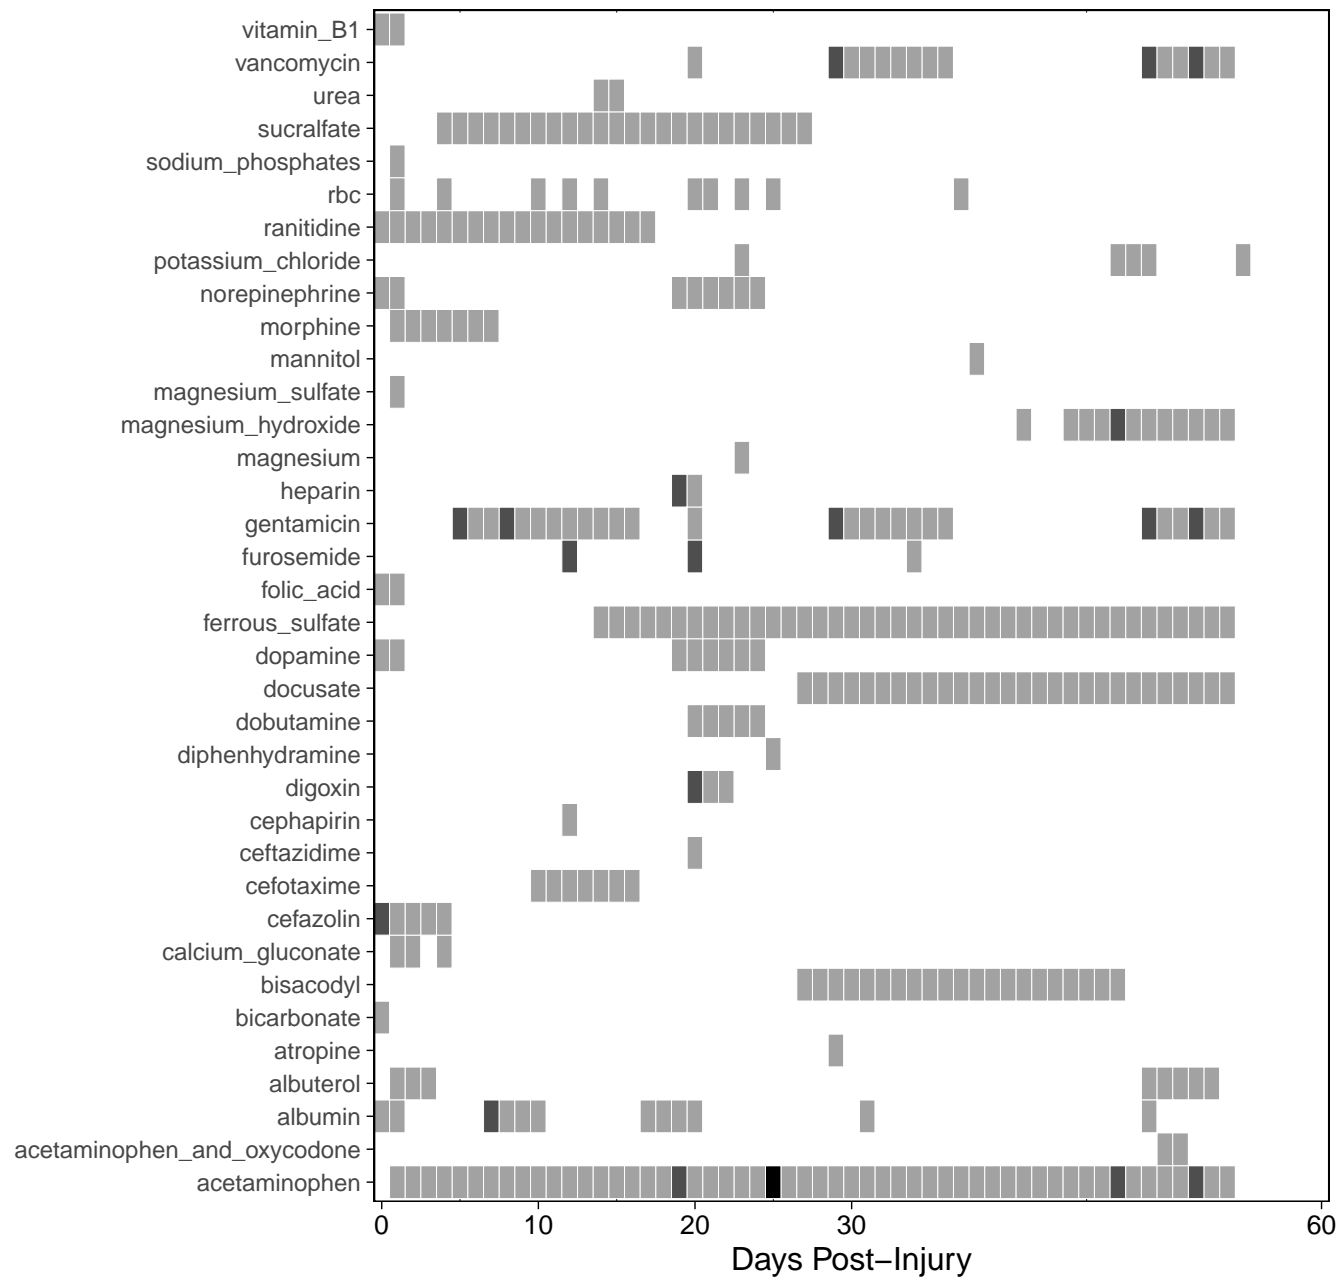 vitamin_B1
vancomycin
urea
sucralfate
sodium_phosphates
rbc
ranitidine
potassium_chloride
norepinephrine
morphine
mannitol
magnesium_sulfate
magnesium_hydroxide
magnesium
heparin
gentamicin
furosemide
folic_acid
ferrous_sulfate
dopamine
docusate
dobutamine
diphenhydramine
digoxin
cephapirin
ceftazidime
cefotaxime
cefazolin
calcium_gluconate
bisacodyl
bicarbonate
atropine
albuterol
albumin
acetaminophen_and_oxycodone
acetaminophen
0 10 20 30 60
Days Post−Injury